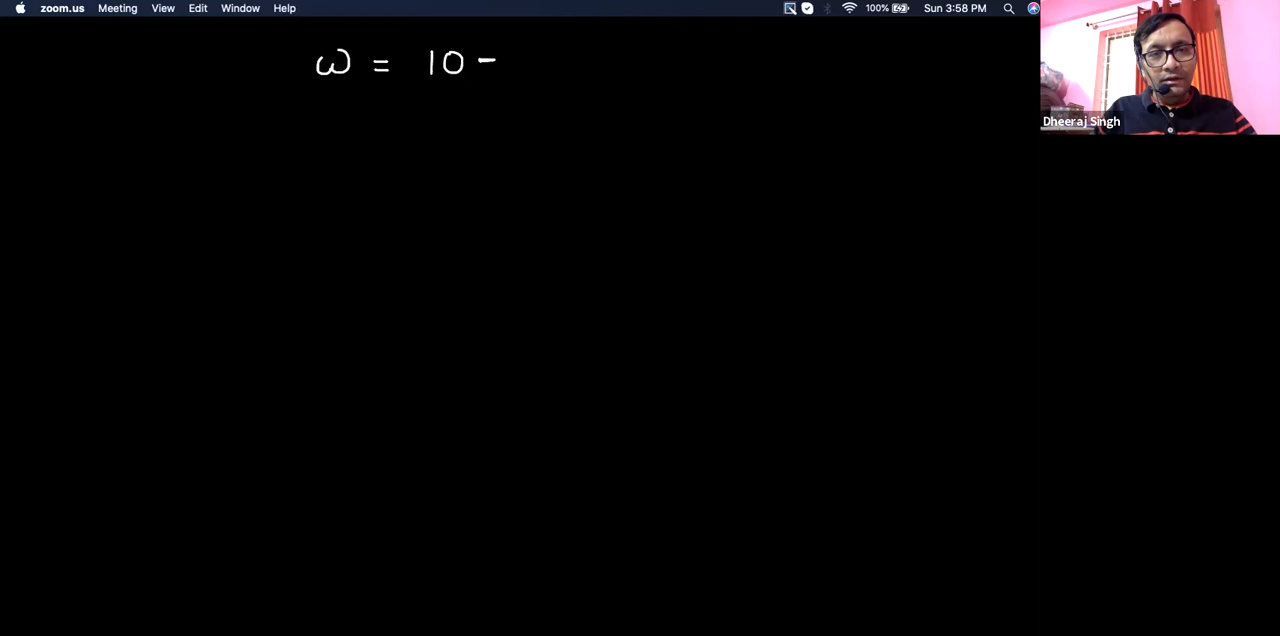 zoom.us Meeting View Edit Window Help 100% Sun 3:58 PM
ω = 10 -
Dheeraj Singh